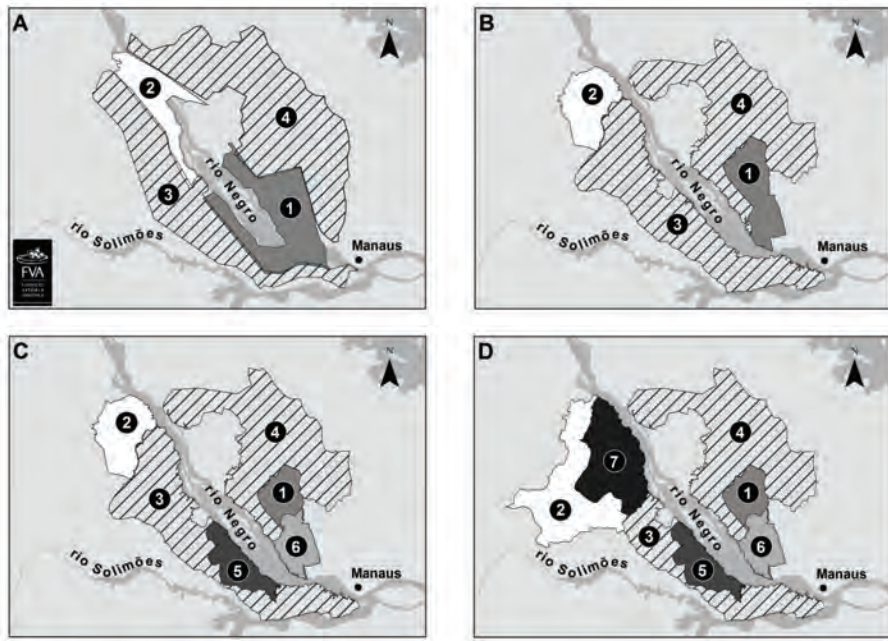 A
N
2
4
3
rio Negro
1
rio Solimões
Manaus
FVA
B
N
2
4
1
rio Negro
3
rio Solimões
Manaus
C
N
2
4
3
1
rio Negro
6
5
rio Solimões
Manaus
D
N
4
7
1
2
rio Negro
3
6
5
rio Solimões
Manaus